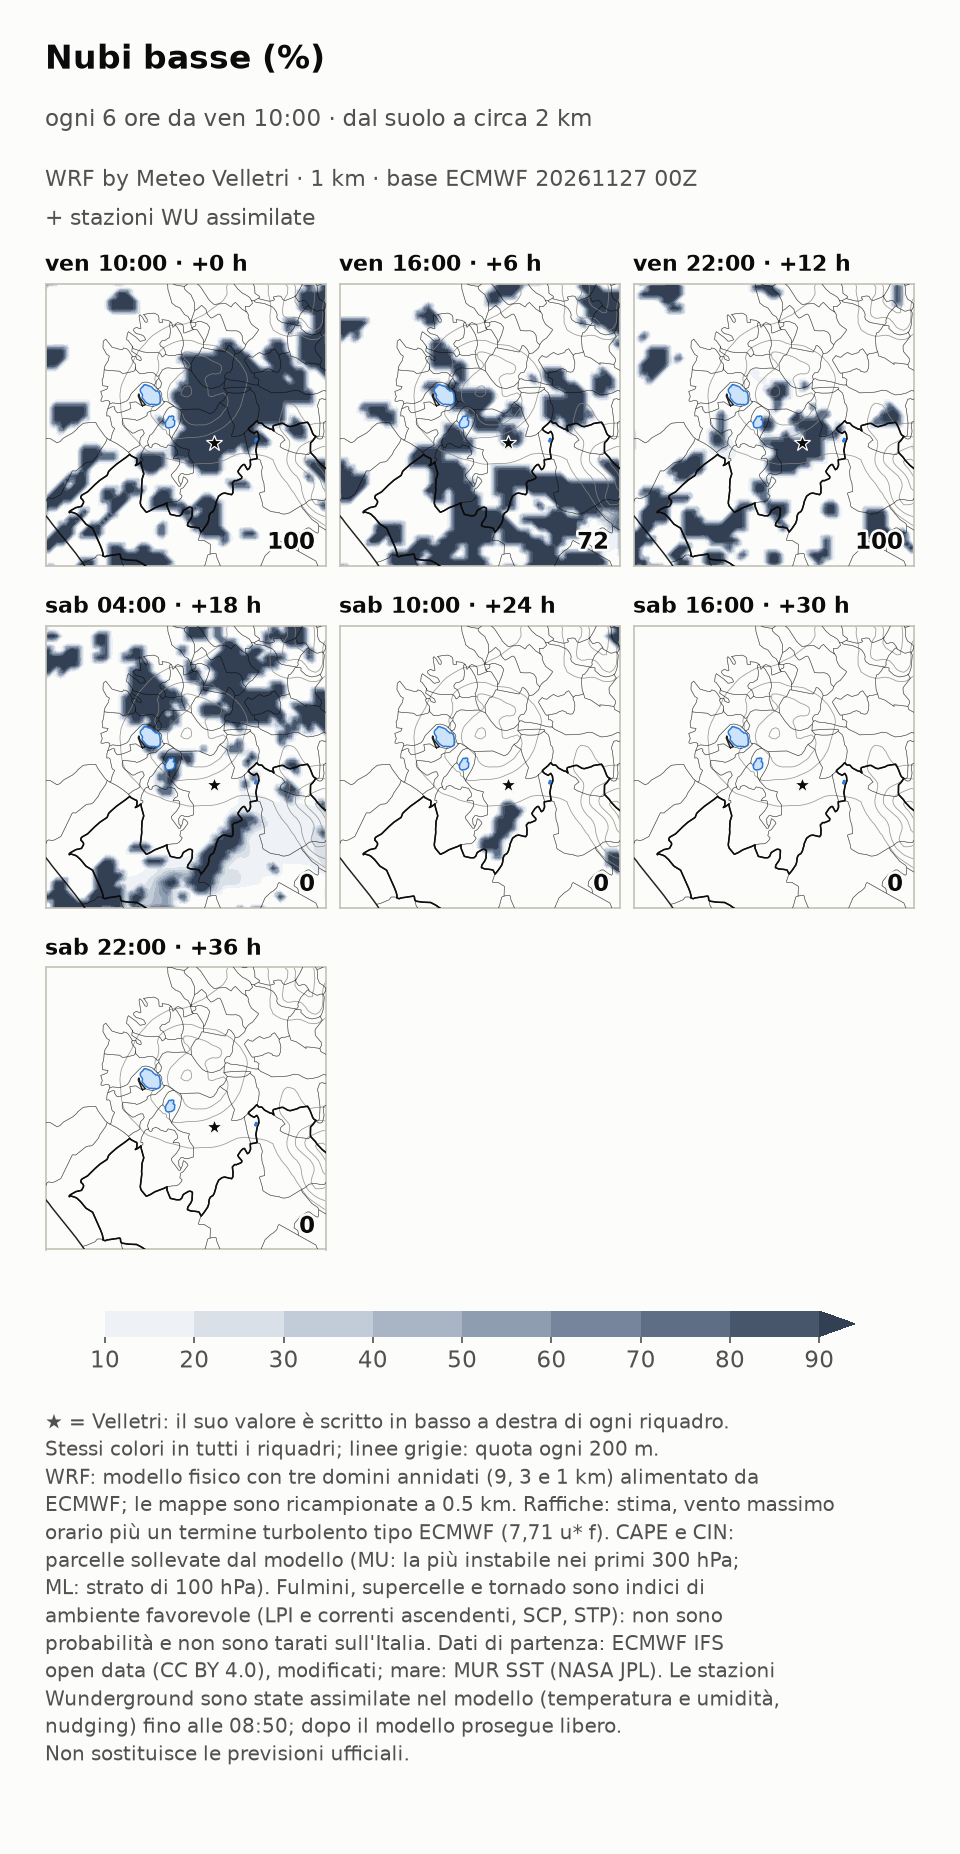 Nubi basse (%)
ogni 6 ore da ven 10:00 · dal suolo a circa 2 km
WRF by Meteo Velletri · 1 km · base ECMWF 20261127 00Z
+ stazioni WU assimilate
ven 10:00 · +0 h
100
ven 16:00 · +6 h
72
ven 22:00 · +12 h
100
sab 04:00 · +18 h
0
sab 10:00 · +24 h
0
sab 16:00 · +30 h
0
sab 22:00 · +36 h
0
10 20 30 40 50 60 70 80 90
★ = Velletri: il suo valore è scritto in basso a destra di ogni riquadro.
Stessi colori in tutti i riquadri; linee grigie: quota ogni 200 m.
WRF: modello fisico con tre domini annidati (9, 3 e 1 km) alimentato da
ECMWF; le mappe sono ricampionate a 0.5 km. Raffiche: stima, vento massimo
orario più un termine turbolento tipo ECMWF (7,71 u* f). CAPE e CIN:
parcelle sollevate dal modello (MU: la più instabile nei primi 300 hPa;
ML: strato di 100 hPa). Fulmini, supercelle e tornado sono indici di
ambiente favorevole (LPI e correnti ascendenti, SCP, STP): non sono
probabilità e non sono tarati sull'Italia. Dati di partenza: ECMWF IFS
open data (CC BY 4.0), modificati; mare: MUR SST (NASA JPL). Le stazioni
Wunderground sono state assimilate nel modello (temperatura e umidità,
nudging) fino alle 08:50; dopo il modello prosegue libero.
Non sostituisce le previsioni ufficiali.